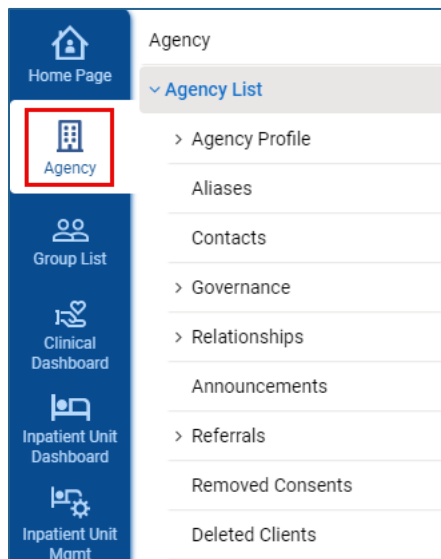 Home Page
Agency
Group List
Clinical
Dashboard
Inpatient Unit
Dashboard
Inpatient Unit
Mgmt
Agency
Agency List
Agency Profile
Aliases
Contacts
Governance
Relationships
Announcements
Referrals
Removed Consents
Deleted Clients